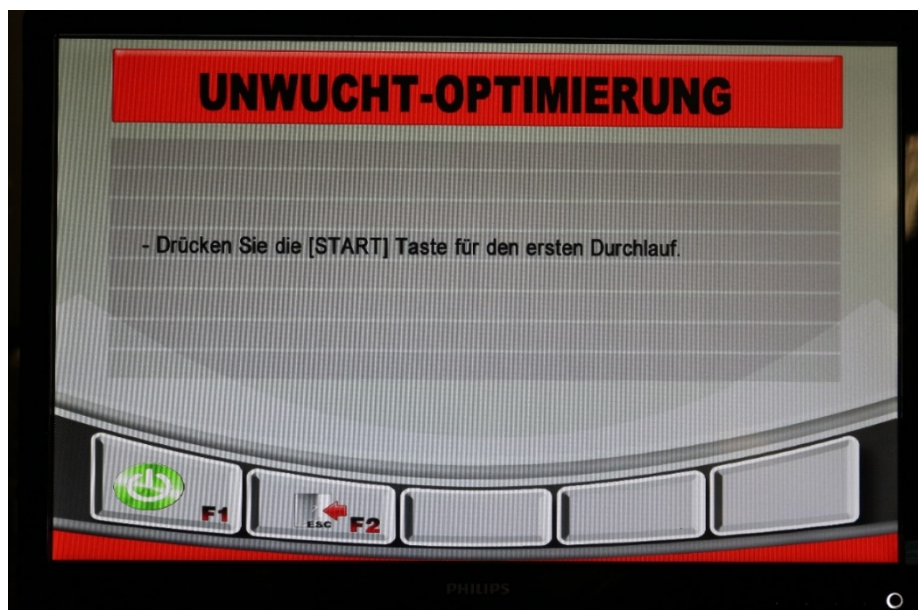 UNWUCHT-OPTIMIERUNG
- Drücken Sie die [START] Taste für den ersten Durchlauf.
F1
ESC
F2
PHILIPS